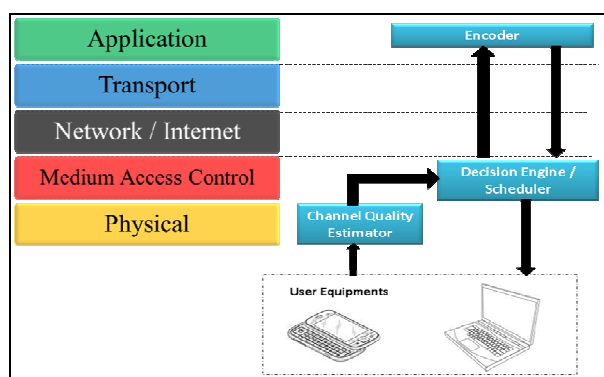 Application
Transport
Network / Internet
Medium Access Control
Physical
Encoder
Decision Engine /
Scheduler
Channel Quality
Estimator
User Equipments